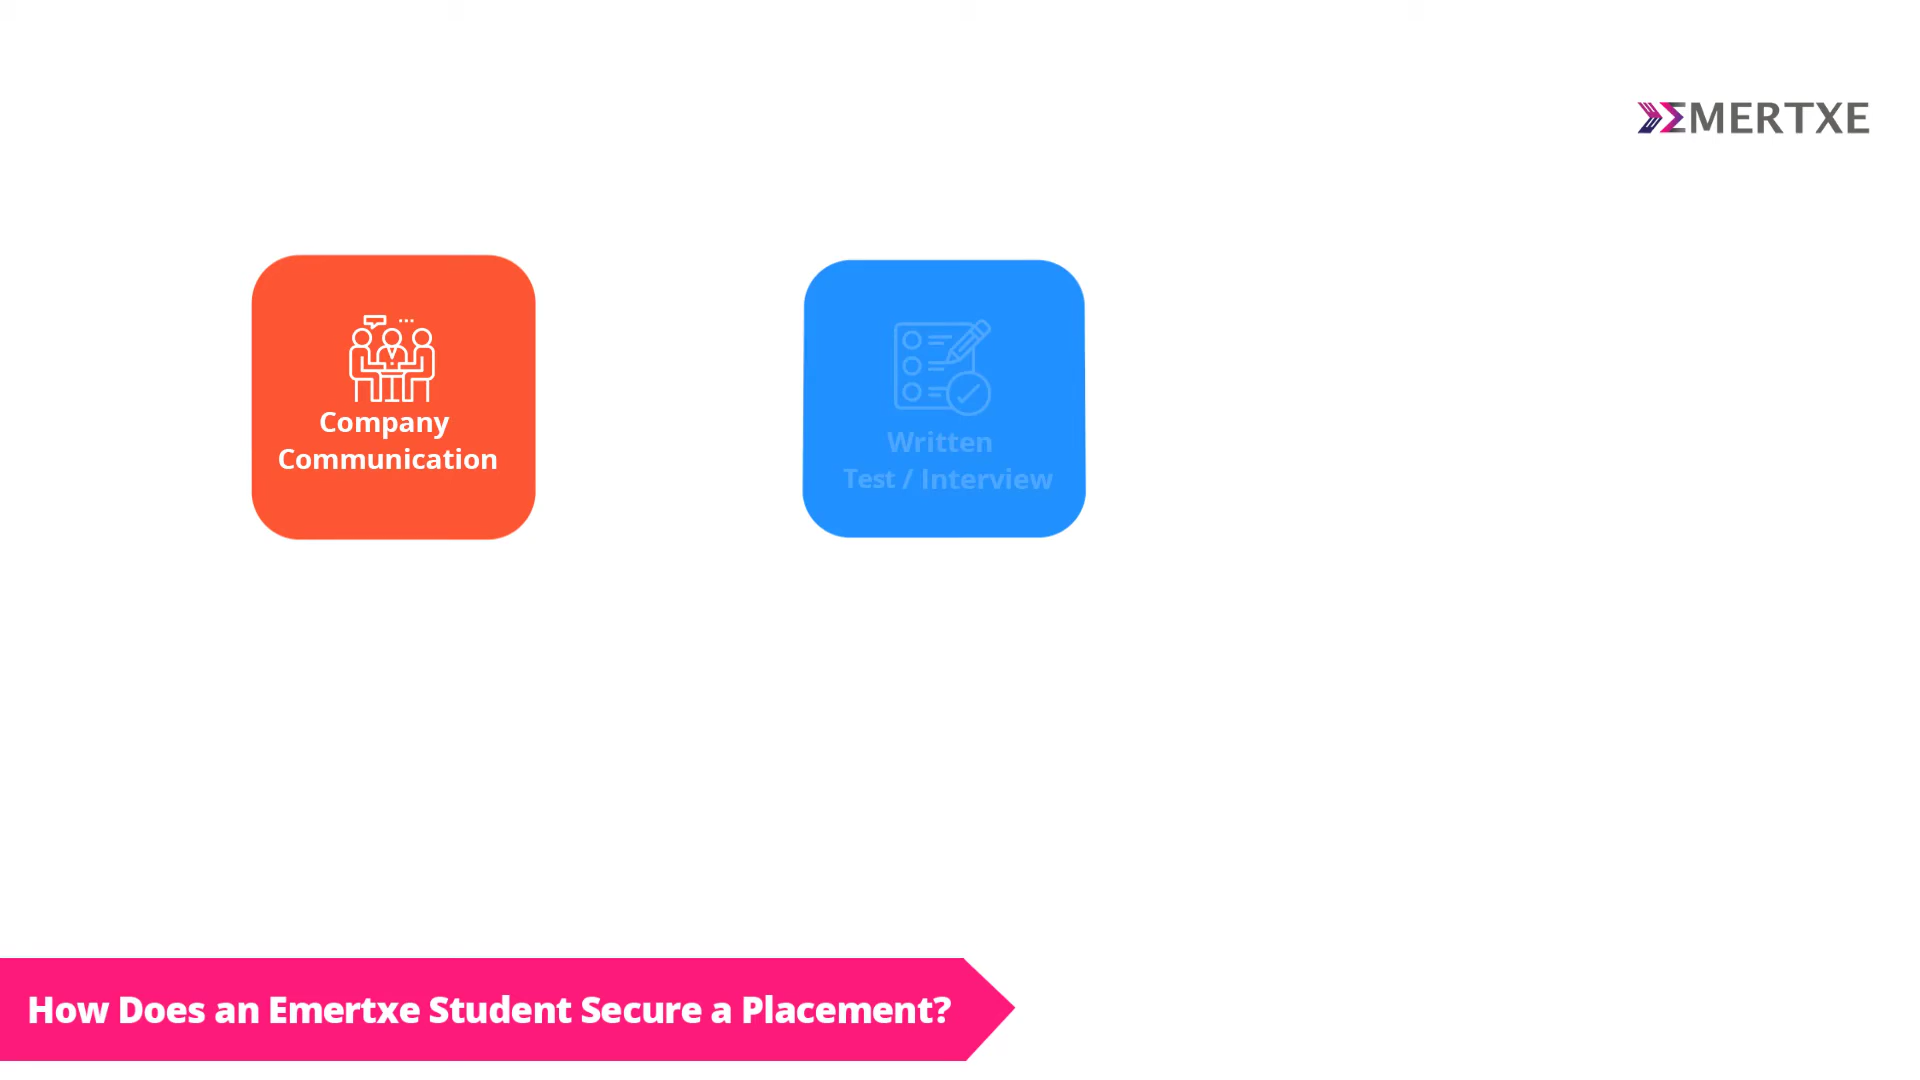 EMERTXE
Company
Communication
Written
Test / Interview
How Does an Emertxe Student Secure a Placement?